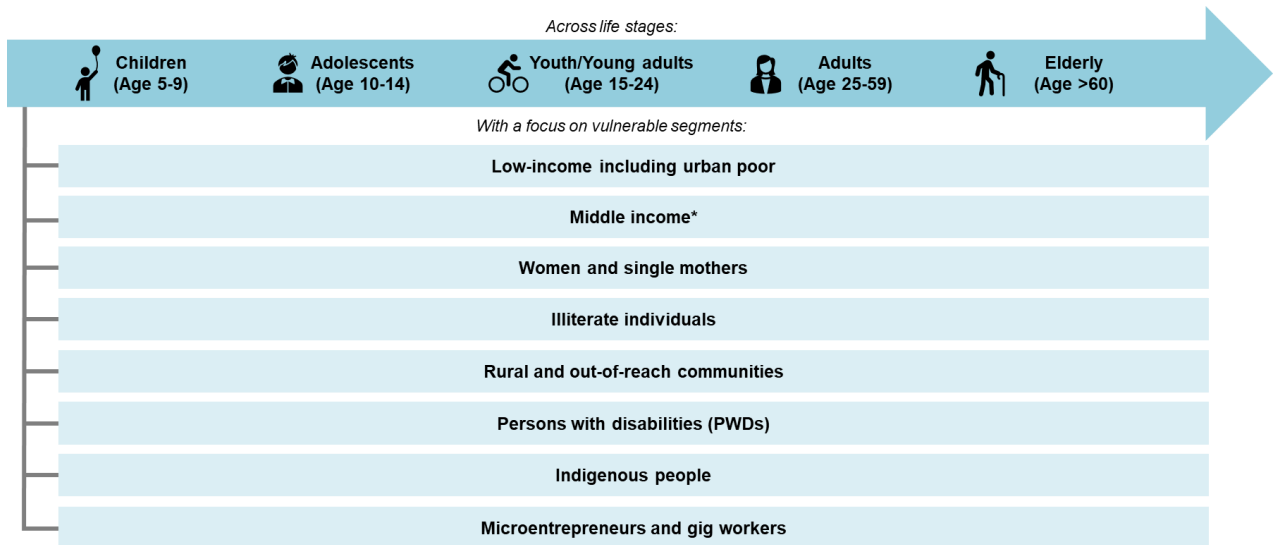 Across life stages:
Children
(Age 5-9)
Adolescents
(Age 10-14)
Youth/Young adults
(Age 15-24)
Adults
(Age 25-59)
Elderly
(Age >60)
With a focus on vulnerable segments:
Low-income including urban poor
Middle income*
Women and single mothers
Illiterate individuals
Rural and out-of-reach communities
Persons with disabilities (PWDs)
Indigenous people
Microentrepreneurs and gig workers